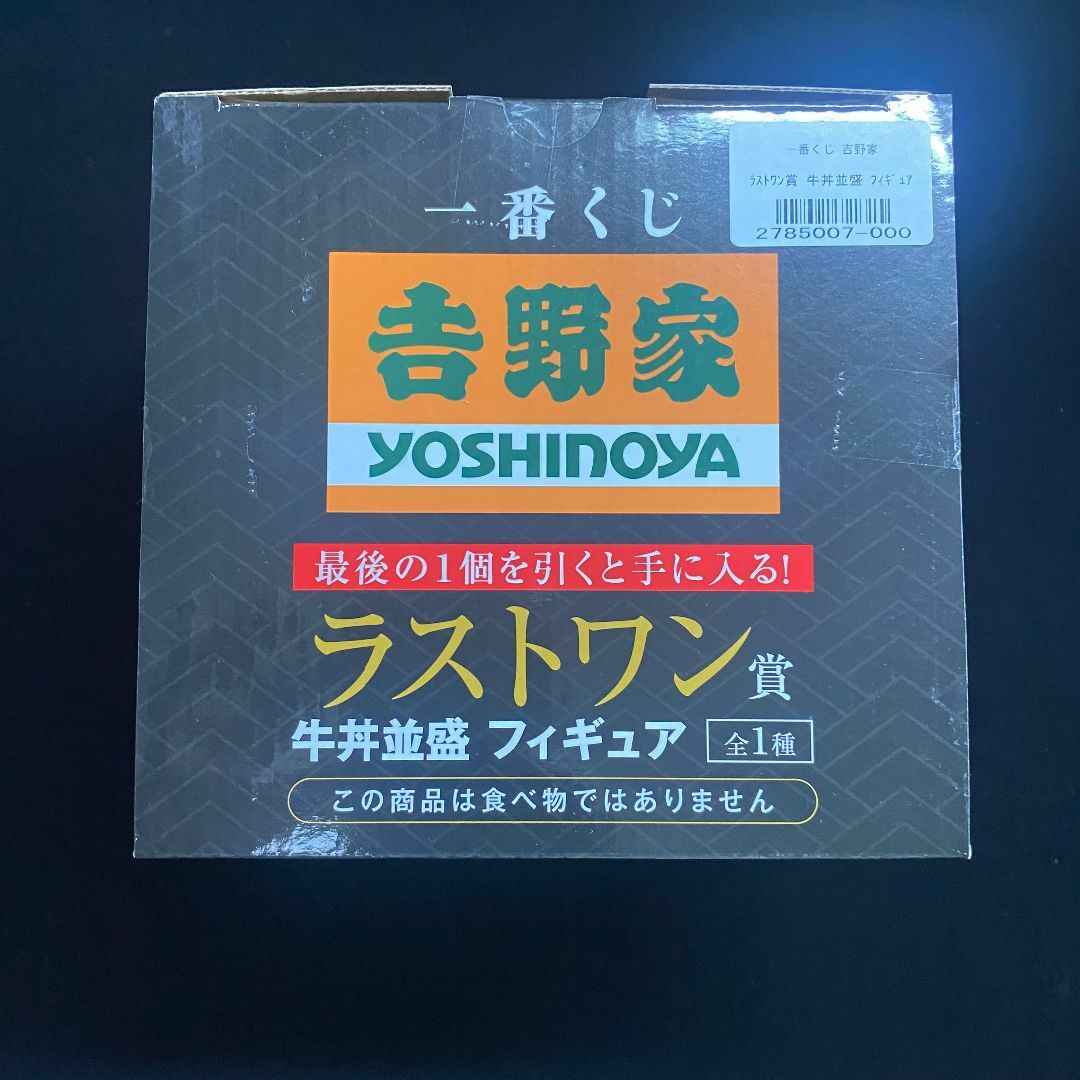 一番くじ 吉野家
ﾗｽﾄﾜﾝ賞 牛丼並盛 ﾌｨｷﾞｭｱ
2785007-000
一番くじ
𠮷野家
YOSHINOYA
最後の1個を引くと手に入る!
ラストワン賞
牛丼並盛 フィギュア 全1種
この商品は食べ物ではありません